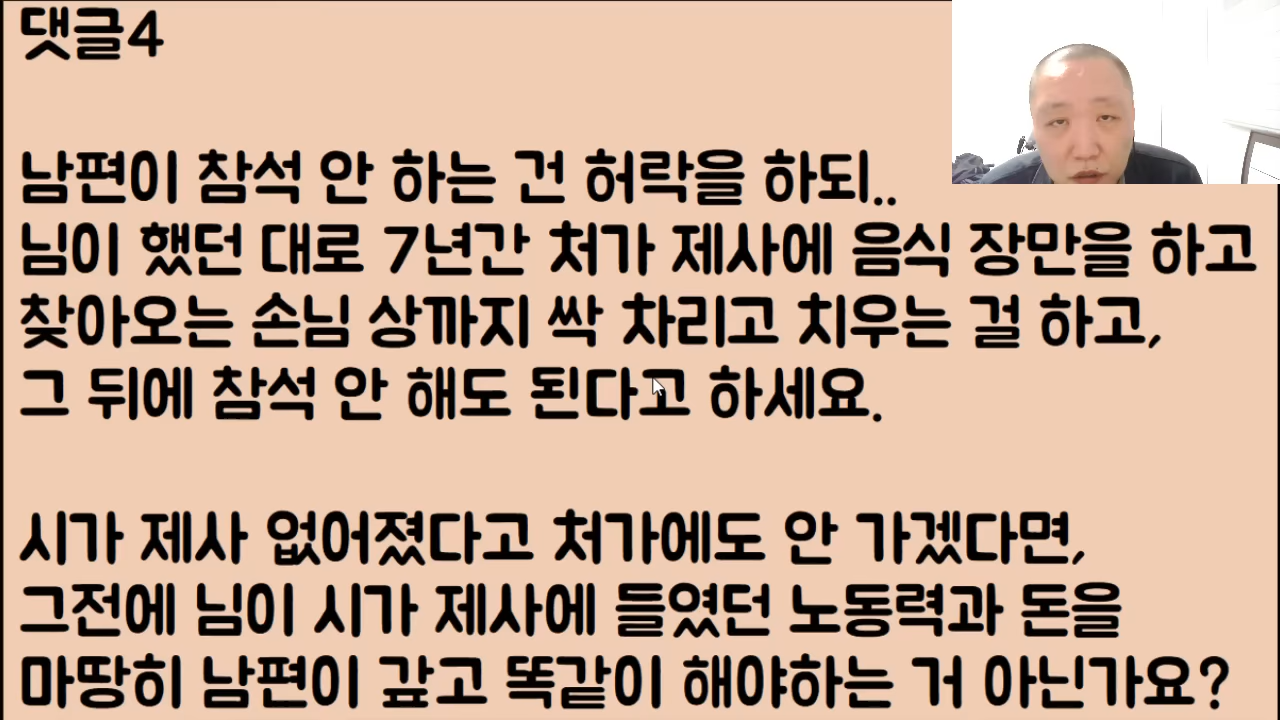 댓글4
남편이 참석 안 하는 건 허락을 하되..
님이 했던 대로 7년간 처가 제사에 음식 장만을 하고
찾아오는 손님 상까지 싹 차리고 치우는 걸 하고,
그 뒤에 참석 안 해도 된다고 하세요.
시가 제사 없어졌다고 처가에도 안 가겠다면,
그전에 님이 시가 제사에 들였던 노동력과 돈을
마땅히 남편이 갚고 똑같이 해야하는 거 아닌가요?